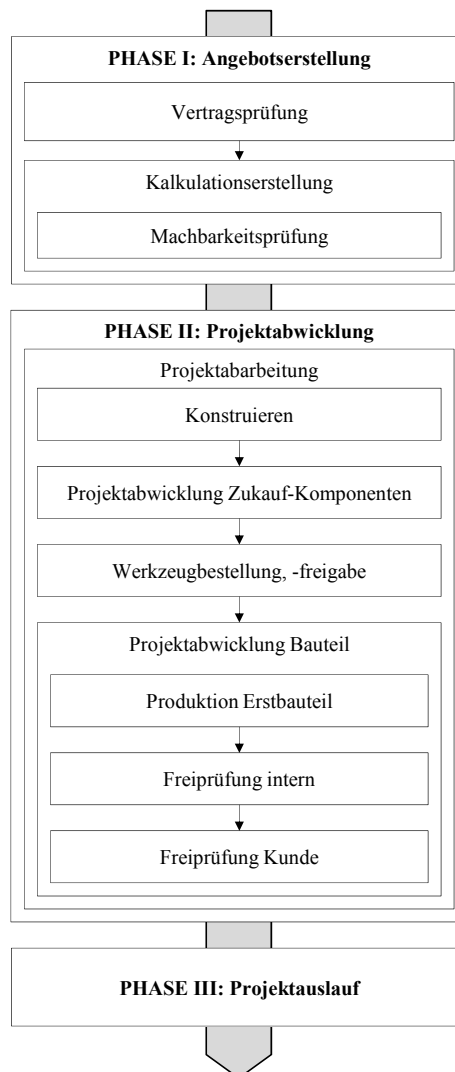 PHASE I: Angebotserstellung
Vertragsprüfung
Kalkulationserstellung
Machbarkeitsprüfung
PHASE II: Projektabwicklung
Projektabarbeitung
Konstruieren
Projektabwicklung Zukauf-Komponenten
Werkzeugbestellung, -freigabe
Projektabwicklung Bauteil
Produktion Erstbauteil
Freiprüfung intern
Freiprüfung Kunde
PHASE III: Projektauslauf